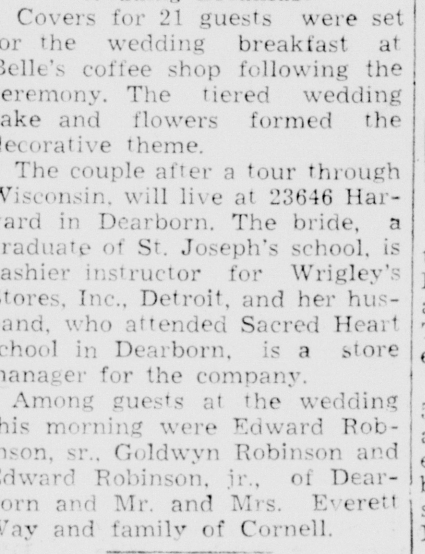 Covers for 21 guests were set
or the wedding breakfast at
Belle's coffee shop following the
eremony. The tiered wedding
ake and flowers formed the
decorative theme.
The couple after a tour through
Wisconsin, will live at 23646 Har-
ard in Dearborn. The bride, a
raduate of St. Joseph's school, is
ashier instructor for Wrigley's
stores, Inc., Detroit, and her hus-
and, who attended Sacred Heart
school in Dearborn, is a store
manager for the company.
Among guests at the wedding
his morning were Edward Rob-
nson, sr., Goldwyn Robinson and
Edward Robinson, jr., of Dear-
orn and Mr. and Mrs. Everett
Way and family of Cornell.